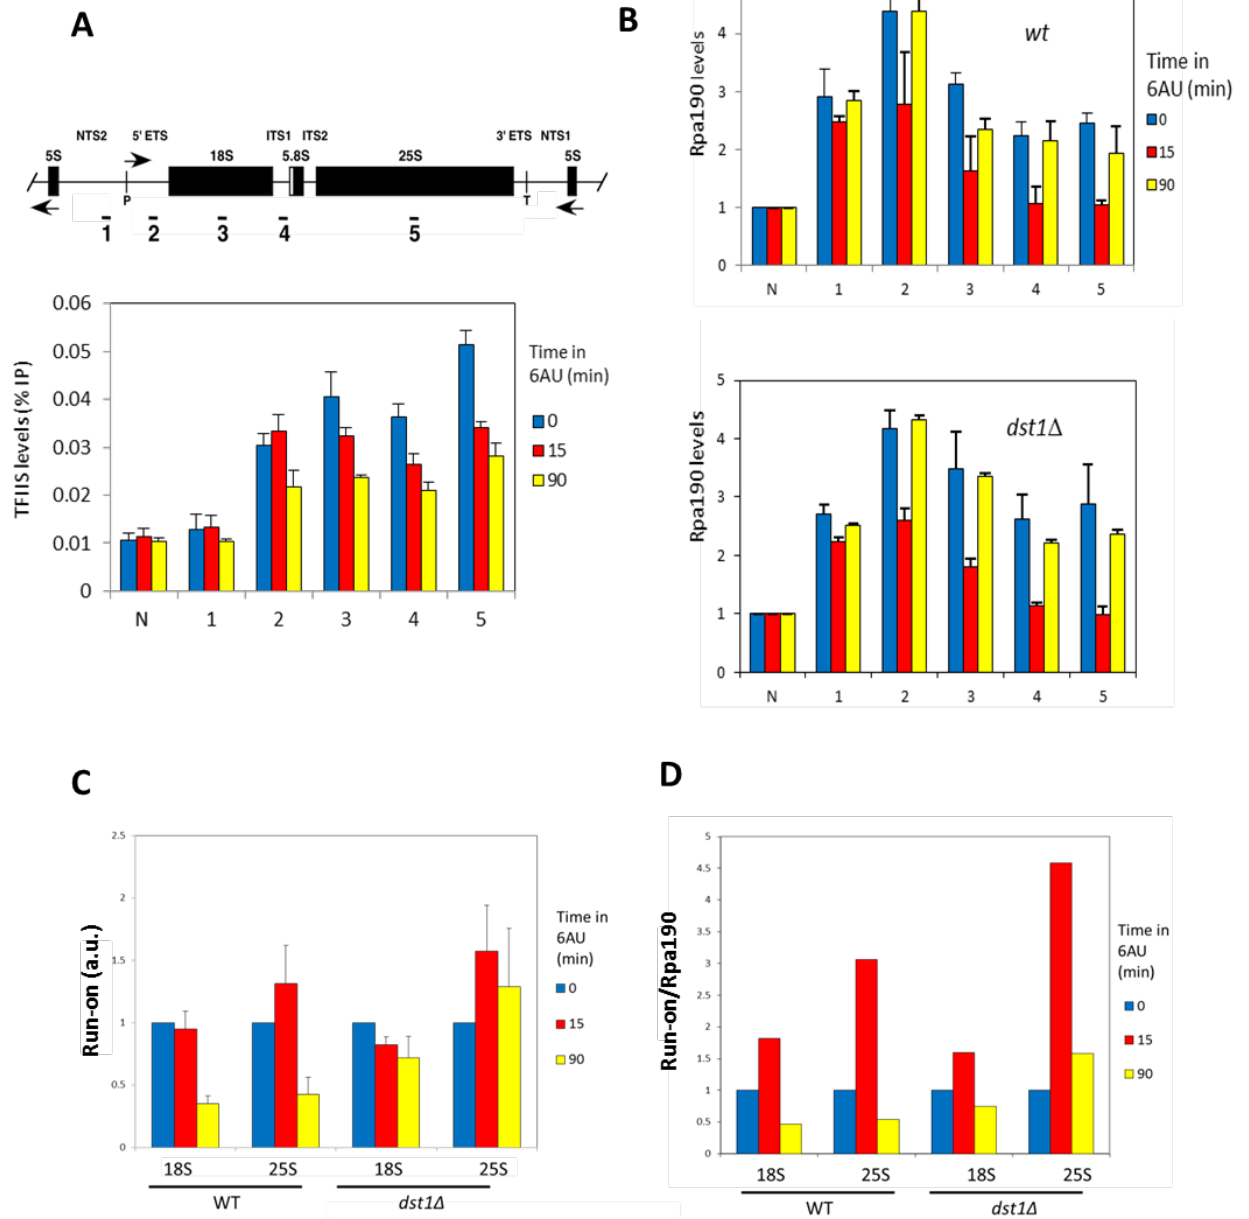 A
NTS2 5' ETS ITS1 ITS2 3' ETS NTS1
5S 18S 5.8S 25S 5S
P T
1 2 3 4 5
TFIIS levels (% IP)
0.06
0.05
0.04
0.03
0.02
0.01
0
N 1 2 3 4 5
Time in
6AU (min)
0
15
90
B
Rpa190 levels
4
3
2
1
0
wt
N 1 2 3 4 5
Time in
6AU (min)
0
15
90
Rpa190 levels
5
4
3
2
1
0
dst1Δ
N 1 2 3 4 5
C
Run-on (a.u.)
2.5
2
1.5
1
0.5
0
18S 25S 18S 25S
WT dst1Δ
Time in
6AU
(min)
0
15
90
D
Run-on/Rpa190
5
4.5
4
3.5
3
2.5
2
1.5
1
0.5
0
18S 25S 18S 25S
WT dst1Δ
Time in
6AU
(min)
0
15
90